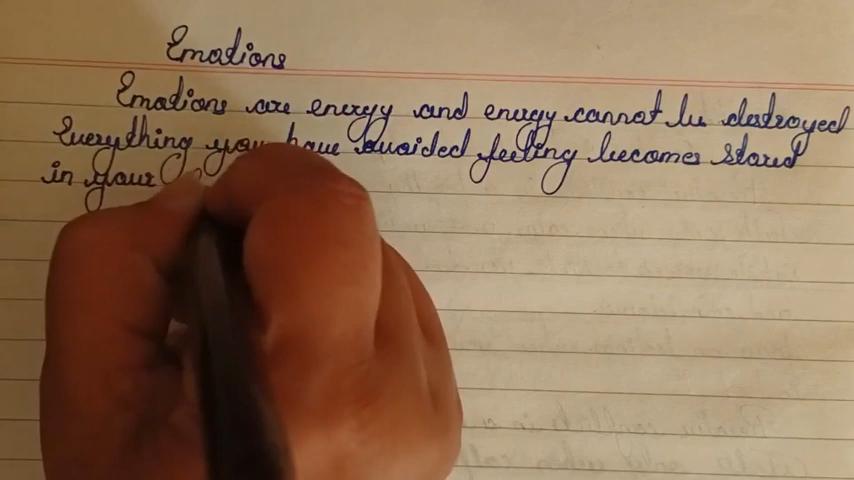 Emotions
Emotions are energy and energy cannot be destroyed
Everything you have avoided feeling becomes stored
in your